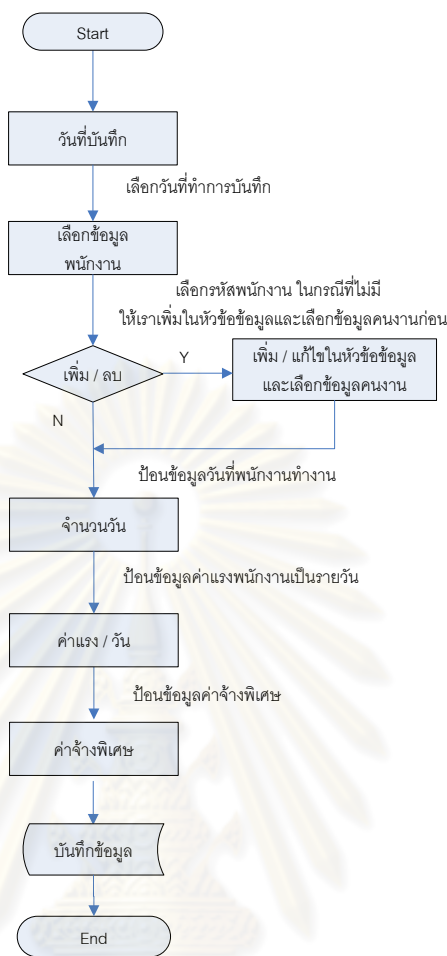 Start
วันที่บันทึก
เลือกวันที่ทำการบันทึก
เลือกข้อมูล
พนักงาน
เลือกรหัสพนักงาน ในกรณีที่ไม่มี
ให้เราเพิ่มในหัวข้อข้อมูลและเลือกข้อมูลคนงานก่อน
เพิ่ม / ลบ
Y
เพิ่ม / แก้ไขในหัวข้อข้อมูล
และเลือกข้อมูลคนงาน
N
ป้อนข้อมูลวันที่พนักงานทำงาน
จำนวนวัน
ป้อนข้อมูลค่าแรงพนักงานเป็นรายวัน
ค่าแรง / วัน
ป้อนข้อมูลค่าจ้างพิเศษ
ค่าจ้างพิเศษ
บันทึกข้อมูล
End